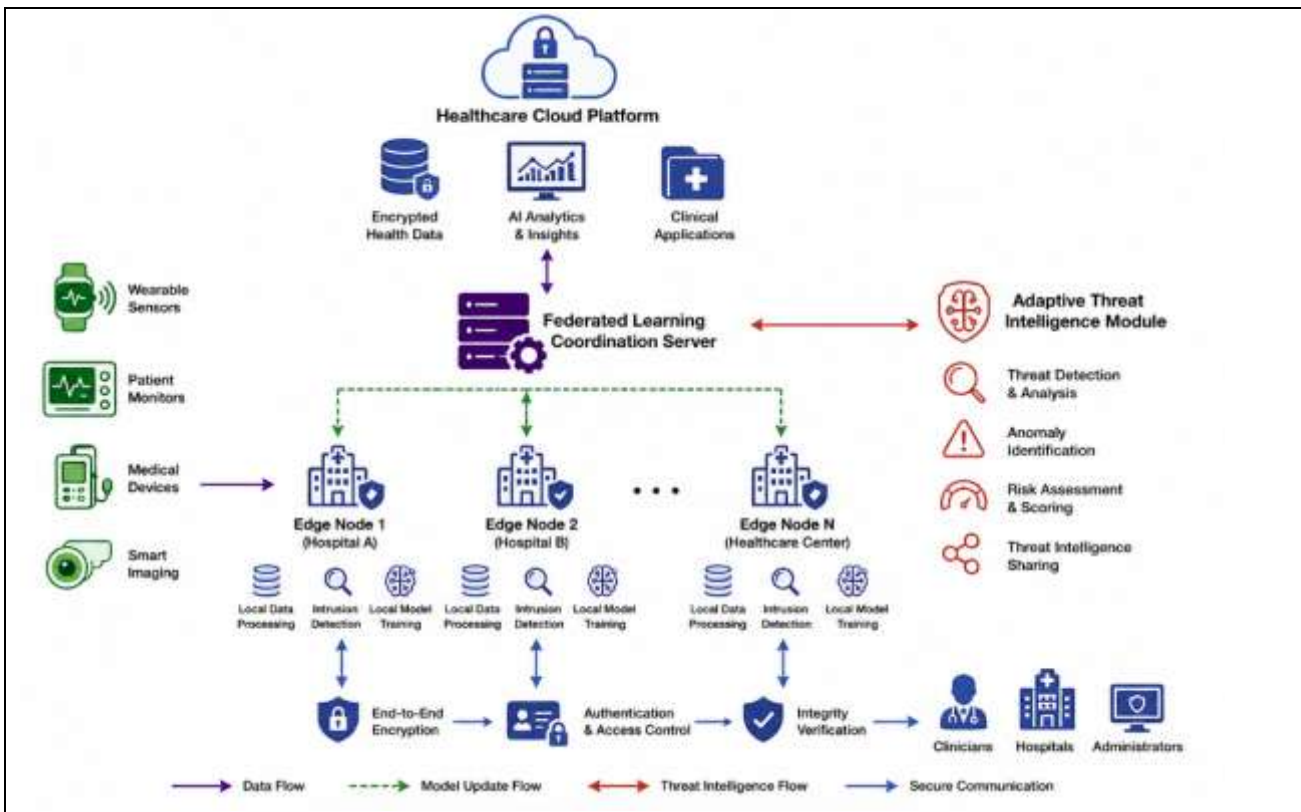 Healthcare Cloud Platform
Encrypted
Health Data
AI Analytics
& Insights
Clinical
Applications
Wearable
Sensors
Patient
Monitors
Medical
Devices
Smart
Imaging
Federated Learning
Coordination Server
Adaptive Threat
Intelligence Module
Threat Detection
& Analysis
Anomaly
Identification
Risk Assessment
& Scoring
Threat Intelligence
Sharing
Edge Node 1
(Hospital A)
Edge Node 2
(Hospital B)
Edge Node N
(Healthcare Center)
Local Data
Processing
Intrusion
Detection
Local Model
Training
Local Data
Processing
Intrusion
Detection
Local Model
Training
Local Data
Processing
Intrusion
Detection
Local Model
Training
End-to-End
Encryption
Authentication
& Access Control
Integrity
Verification
Clinicians
Hospitals
Administrators
Data Flow
Model Update Flow
Threat Intelligence Flow
Secure Communication